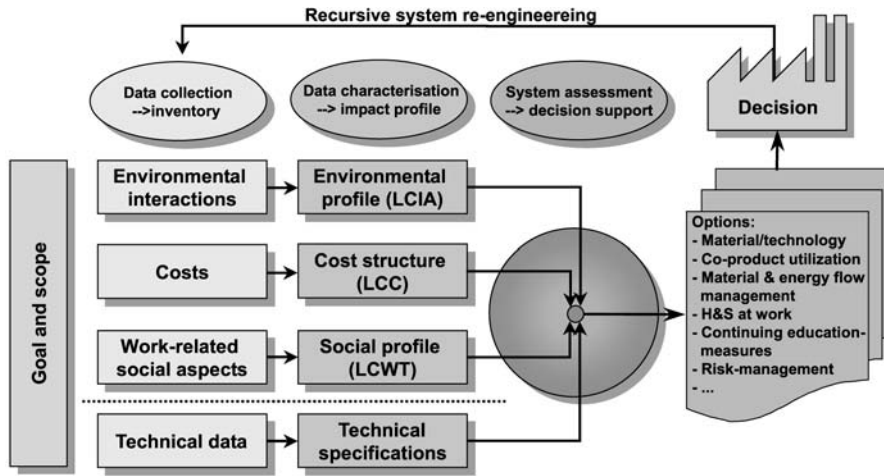 Recursive system re-engineereing
Data collection
-->inventory
Data characterisation
--> impact profile
System assessment
--> decision support
Decision
Goal and scope
Environmental
interactions
Environmental
profile (LCIA)
Costs
Cost structure
(LCC)
Work-related
social aspects
Social profile
(LCWT)
Technical data
Technical
specifications
Options:
- Material/technology
- Co-product utilization
- Material & energy flow
management
- H&S at work
- Continuing education-
measures
- Risk-management
- ...